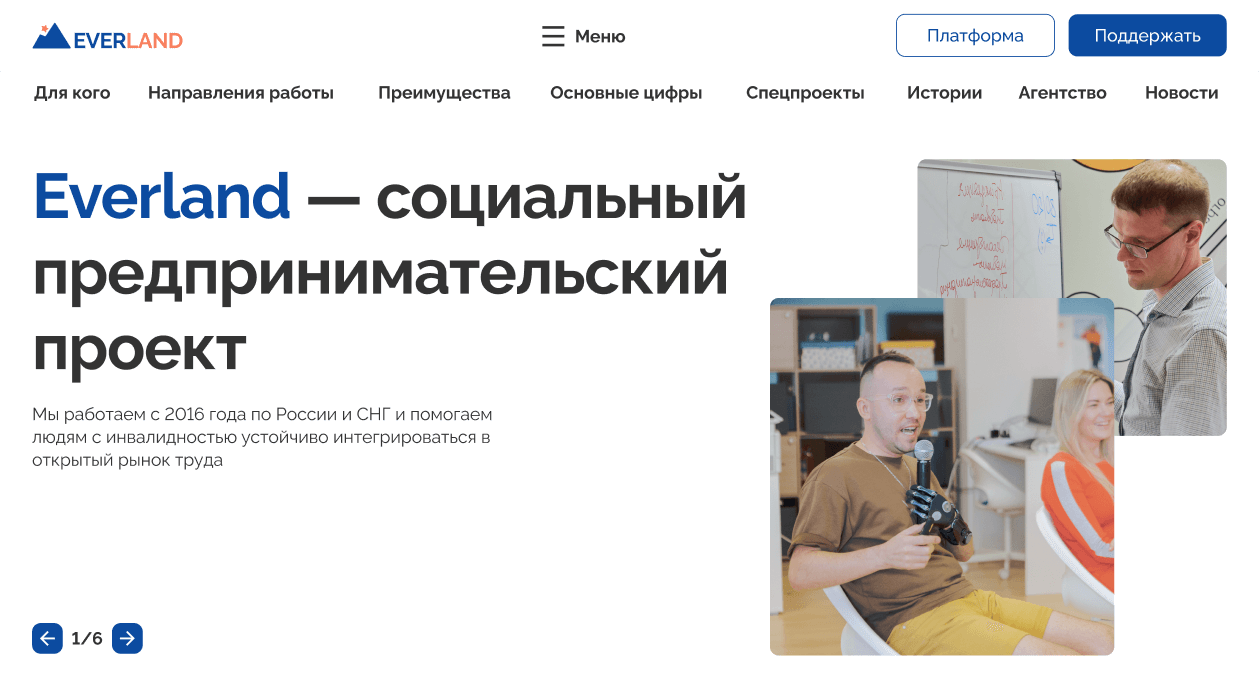 EVERLAND
Меню
Платформа
Поддержать
Для кого
Направления работы
Преимущества
Основные цифры
Спецпроекты
Истории
Агентство
Новости
Everland — социальный
предпринимательский
проект
Мы работаем с 2016 года по России и СНГ и помогаем
людям с инвалидностью устойчиво интегрироваться в
открытый рынок труда
1/6